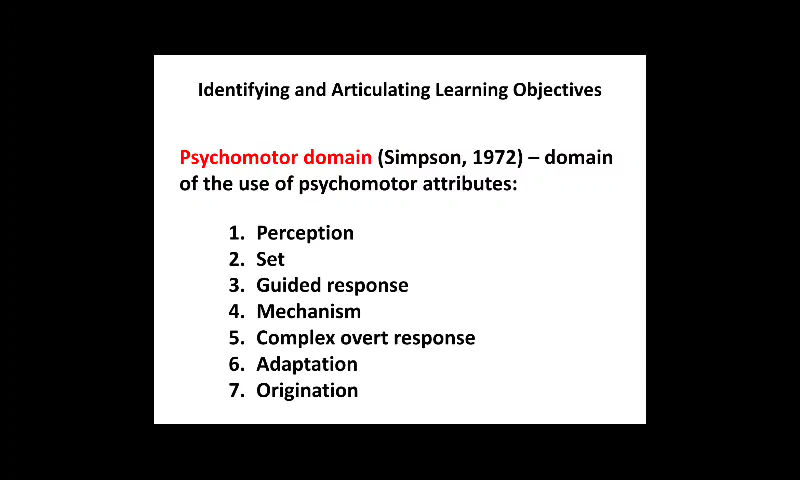 Identifying and Articulating Learning Objectives
Psychomotor domain (Simpson, 1972) – domain
of the use of psychomotor attributes:
1. Perception
2. Set
3. Guided response
4. Mechanism
5. Complex overt response
6. Adaptation
7. Origination